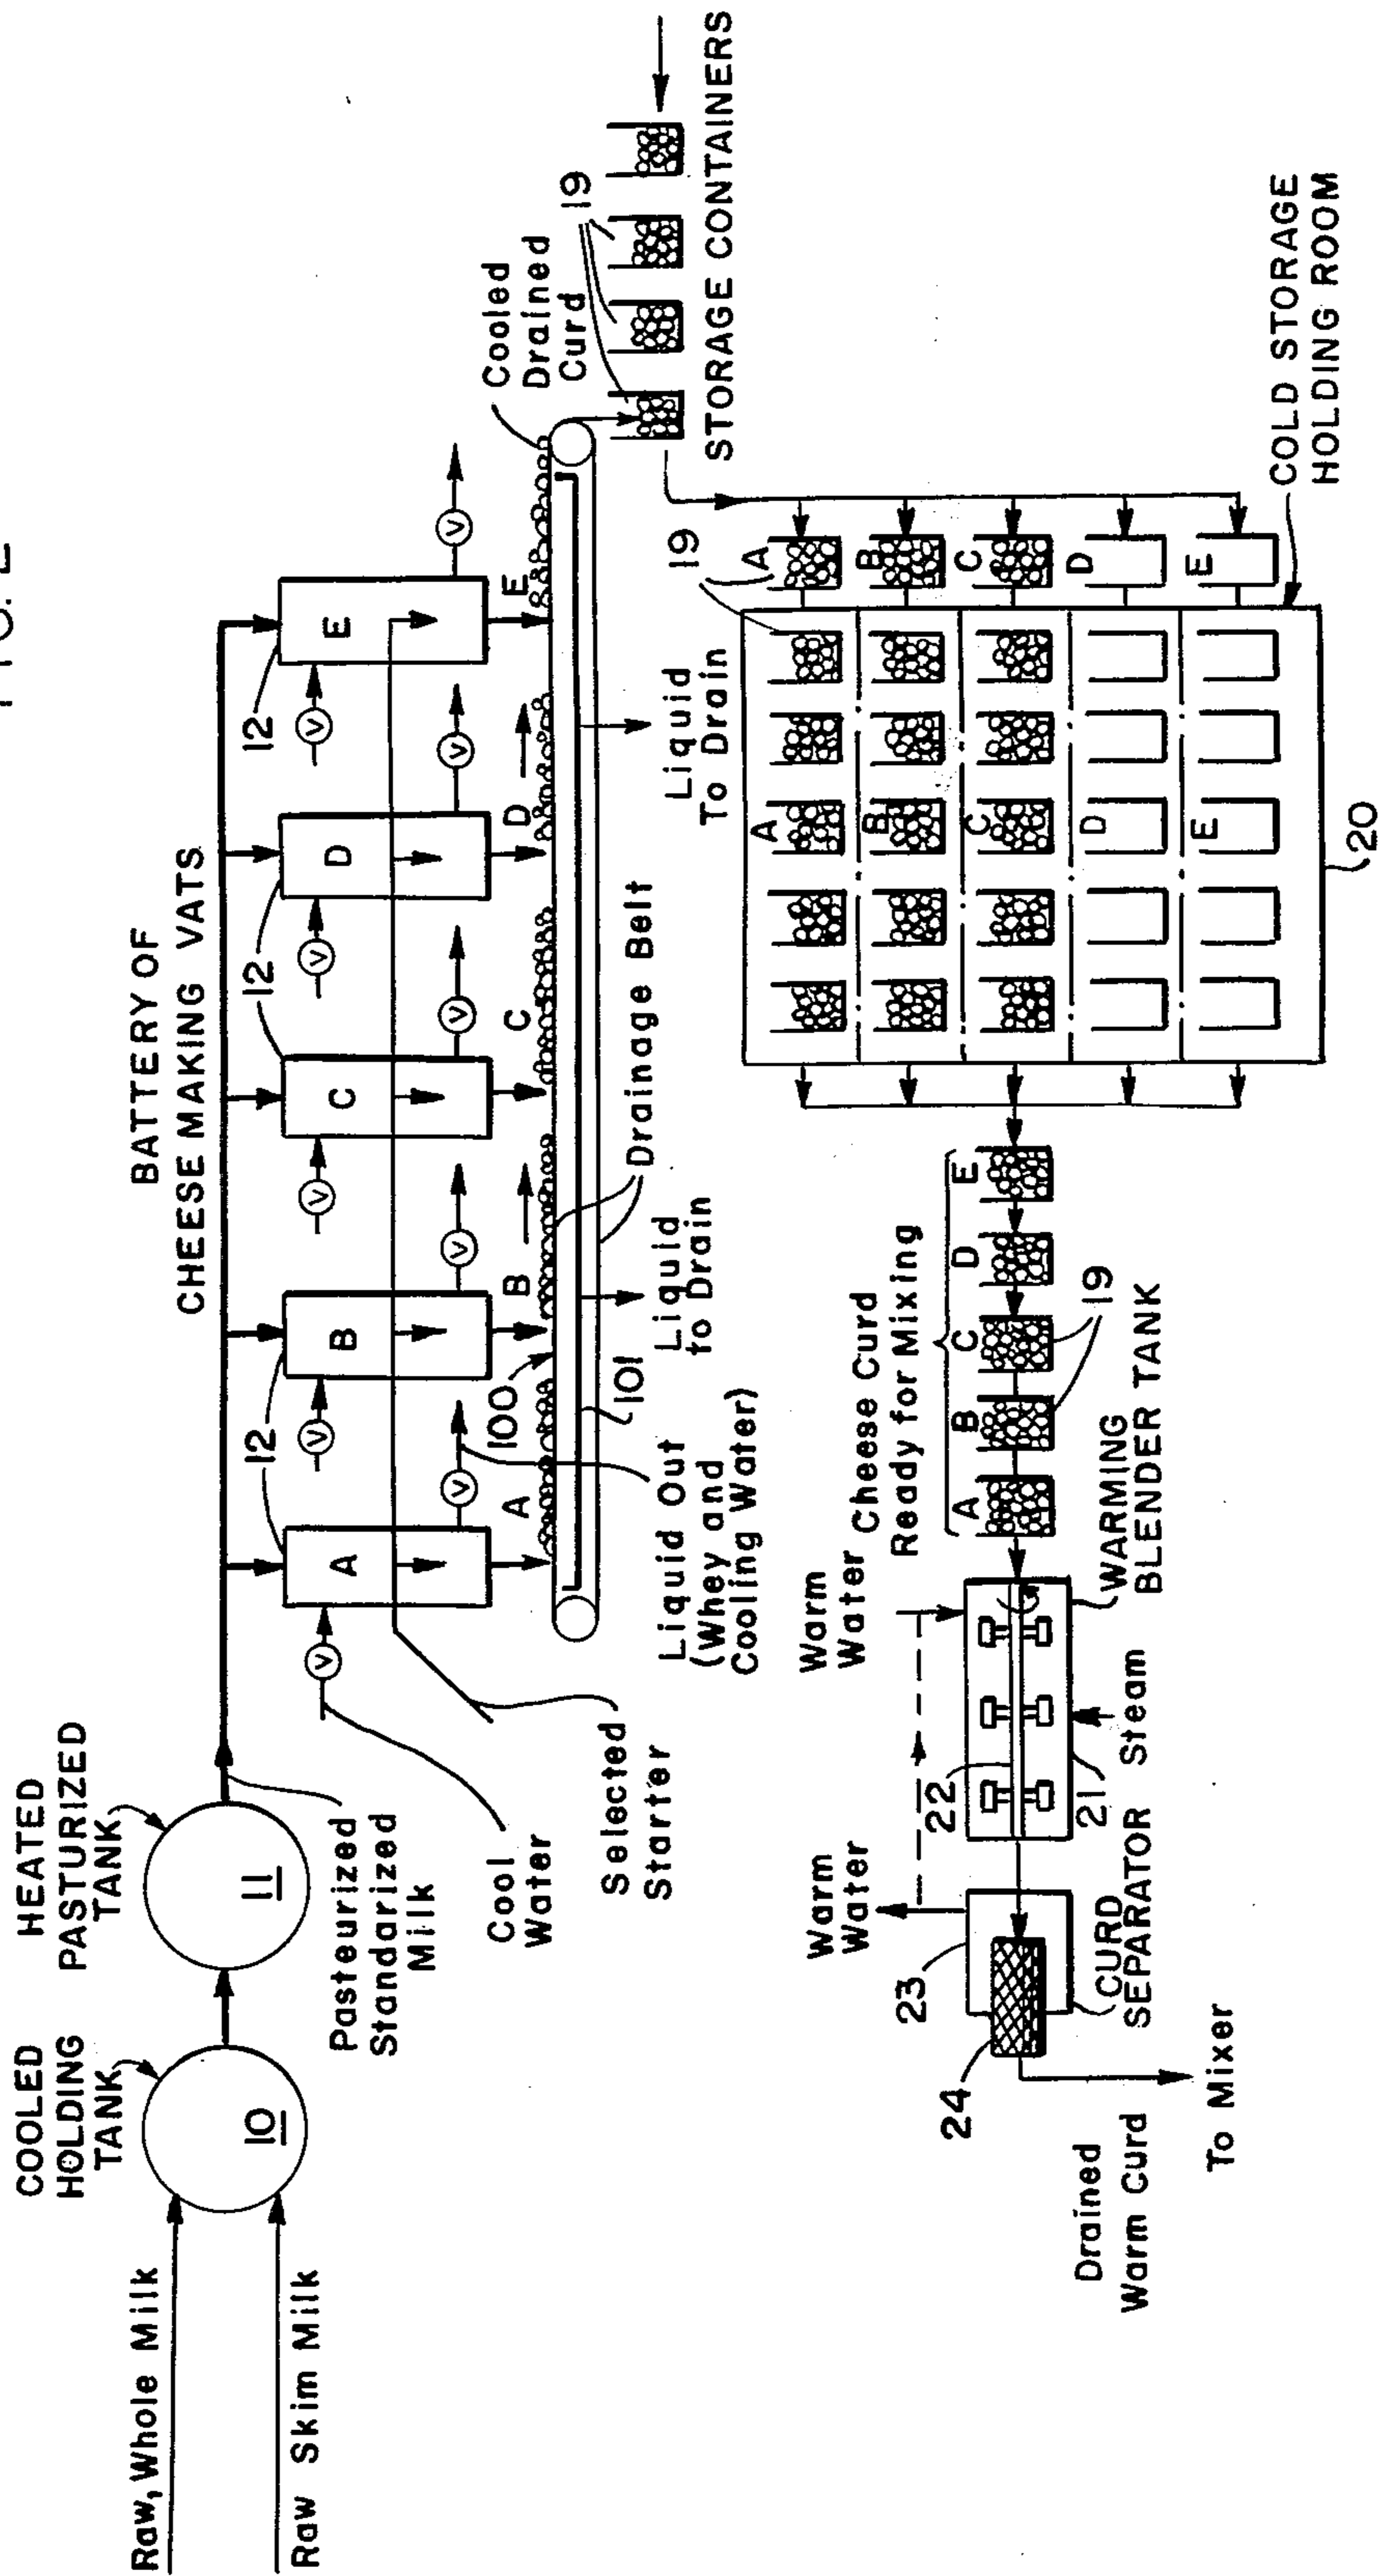 Raw, Whole Milk
Raw Skim Milk
COOLED
HOLDING
TANK
10
HEATED
PASTURIZED
TANK
11
Pasteurized
Standarized
Milk
Cool
Water
Selected
Starter
BATTERY OF
CHEESE MAKING VATS
12
12
12
12
A
B
C
D
E
V
V
V
V
V
V
V
V
V
V
A
B
C
D
E
100
101
Liquid Out
(Whey and
Cooling Water)
Liquid
to Drain
Drainage Belt
Liquid
To Drain
Cooled
Drained
Curd
19
STORAGE CONTAINERS
19
A
B
C
D
E
A
B
C
D
E
COLD STORAGE
HOLDING ROOM
20
Cheese Curd
Ready for Mixing
A
B
C
D
E
19
Warm
Water
WARMING
BLENDER TANK
22
21
Steam
Warm
Water
23
CURD
SEPARATOR
24
Drained
Warm Curd
To Mixer